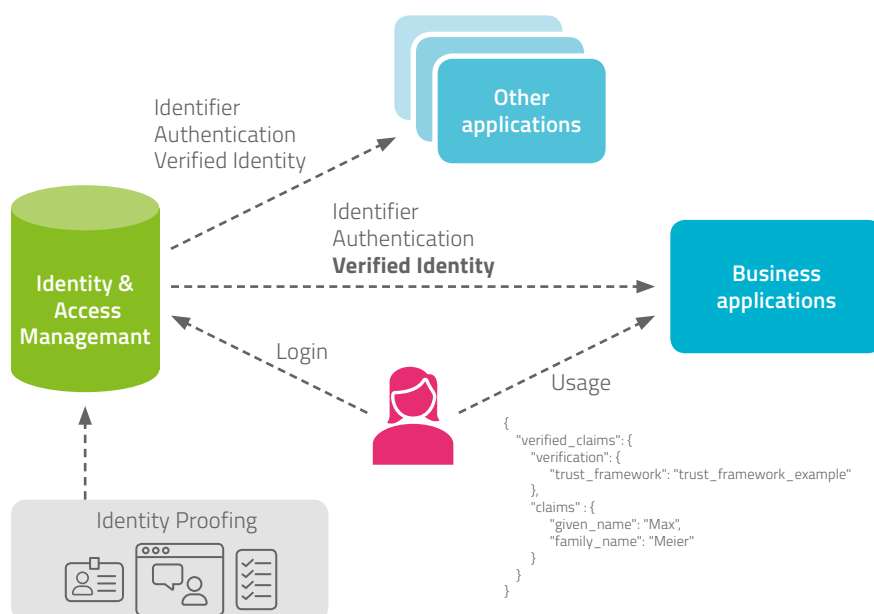 Other
applications
Identifier
Authentication
Verified Identity
Identifier
Authentication
Verified Identity
Identity &
Access
Managemant
Business
applications
Login
Usage
{
"verified_claims": {
"verification": {
"trust_framework": "trust_framework_example"
},
"claims" : {
"given_name": "Max",
"family_name": "Meier"
}
}
}
Identity Proofing